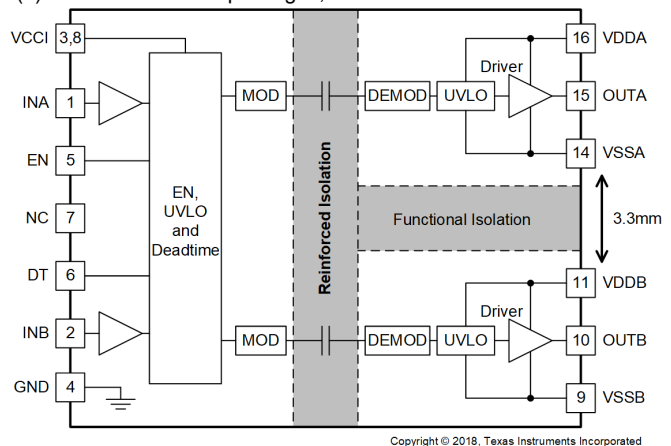 VCCI 3,8
INA 1
EN 5
NC 7
DT 6
INB 2
GND 4
EN,
UVLO
and
Deadtime
MOD
MOD
Reinforced Isolation
DEMOD UVLO
Driver
Functional Isolation
DEMOD UVLO
Driver
16 VDDA
15 OUTA
14 VSSA
3.3mm
11 VDDB
10 OUTB
9 VSSB
Copyright © 2018, Texas Instruments Incorporated